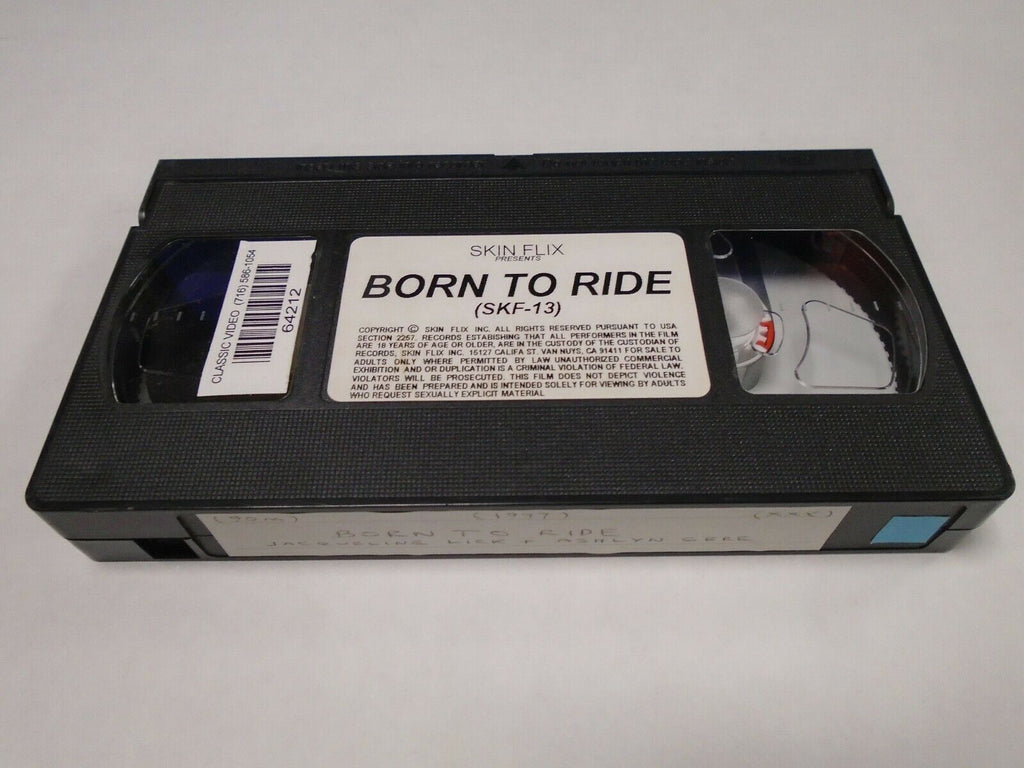 SKIN FLIX
PRESENTS
BORN TO RIDE
(SKF-13)
COPYRIGHT © SKIN FLIX INC. ALL RIGHTS RESERVED PURSUANT TO USA
SECTION 2257. RECORDS ESTABISHING THAT ALL PERFORMERS IN THE FILM
ARE 18 YEARS OF AGE OR OLDER, ARE IN THE CUSTODY OF THE CUSTODIAN OF
RECORDS, SKIN FLIX INC. 15127 CALIFA ST. VAN NUYS, CA 91411 FOR SALE TO
ADULTS ONLY WHERE PERMITTED BY LAW UNAUTHORIZED COMMERCIAL
EXHIBITION AND OR DUPLICATION IS A CRIMINAL VIOLATION OF FEDERAL LAW.
VIOLATORS WILL BE PROSECUTED. THIS FILM DOES NOT DEPICT VIOLENCE
AND HAS BEEN PREPARED AND IS INTENDED SOLELY FOR VIEWING BY ADULTS
WHO REQUEST SEXUALLY EXPLICIT MATERIAL
CLASSIC VIDEO (716) 586-1054
64212
(1997) (XXX)
BORN TO RIDE
JACQUELINE LICK + ASHLYN GERE